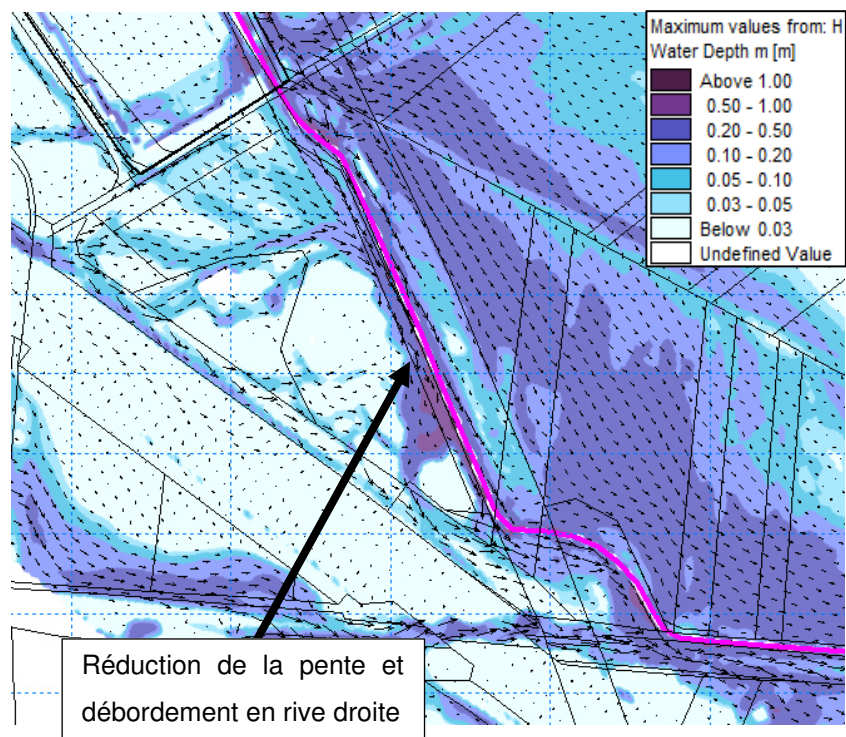 Maximum values from: H
Water Depth m [m]
Above 1.00
0.50 - 1.00
0.20 - 0.50
0.10 - 0.20
0.05 - 0.10
0.03 - 0.05
Below 0.03
Undefined Value
Réduction de la pente et
débordement en rive droite